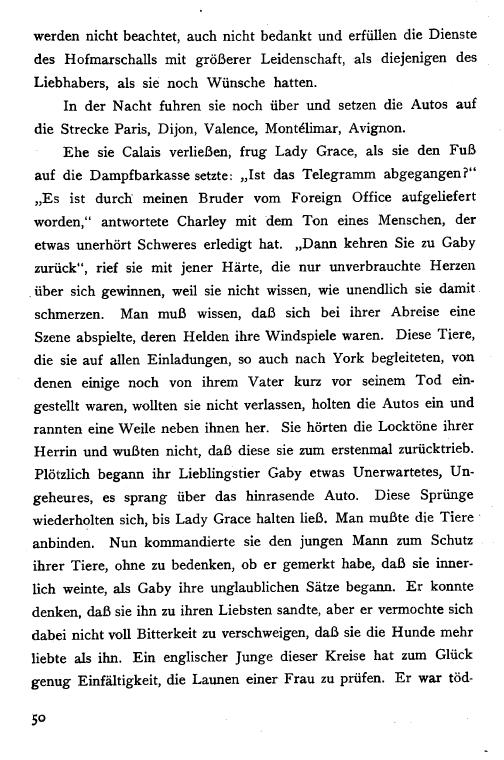 werden nicht beachtet, auch nicht bedankt und erfüllen die Dienste
des Hofmarschalls mit größerer Leidenschaft, als diejenigen des
Liebhabers, als sie noch Wünsche hatten.
In der Nacht fuhren sie noch über und setzen die Autos auf
die Strecke Paris, Dijon, Valence, Montélimar, Avignon.
Ehe sie Calais verließen, frug Lady Grace, als sie den Fuß
auf die Dampfbarkasse setzte: „Ist das Telegramm abgegangen?“
„Es ist durch meinen Bruder vom Foreign Office aufgeliefert
worden,“ antwortete Charley mit dem Ton eines Menschen, der
etwas unerhört Schweres erledigt hat. „Dann kehren Sie zu Gaby
zurück“, rief sie mit jener Härte, die nur unverbrauchte Herzen
über sich gewinnen, weil sie nicht wissen, wie unendlich sie damit
schmerzen. Man muß wissen, daß sich bei ihrer Abreise eine
Szene abspielte, deren Helden ihre Windspiele waren. Diese Tiere,
die sie auf allen Einladungen, so auch nach York begleiteten, von
denen einige noch von ihrem Vater kurz vor seinem Tod ein-
gestellt waren, wollten sie nicht verlassen, holten die Autos ein und
rannten eine Weile neben ihnen her. Sie hörten die Locktöne ihrer
Herrin und wußten nicht, daß diese sie zum erstenmal zurücktrieb.
Plötzlich begann ihr Lieblingstier Gaby etwas Unerwartetes, Un-
geheures, es sprang über das hinrasende Auto. Diese Sprünge
wiederholten sich, bis Lady Grace halten ließ. Man mußte die Tiere
anbinden. Nun kommandierte sie den jungen Mann zum Schutz
ihrer Tiere, ohne zu bedenken, ob er gemerkt habe, daß sie inner-
lich weinte, als Gaby ihre unglaublichen Sätze begann. Er konnte
denken, daß sie ihn zu ihren Liebsten sandte, aber er vermochte sich
dabei nicht voll Bitterkeit zu verschweigen, daß sie die Hunde mehr
liebte als ihn. Ein englischer Junge dieser Kreise hat zum Glück
genug Einfältigkeit, die Launen einer Frau zu prüfen. Er war töd-
50